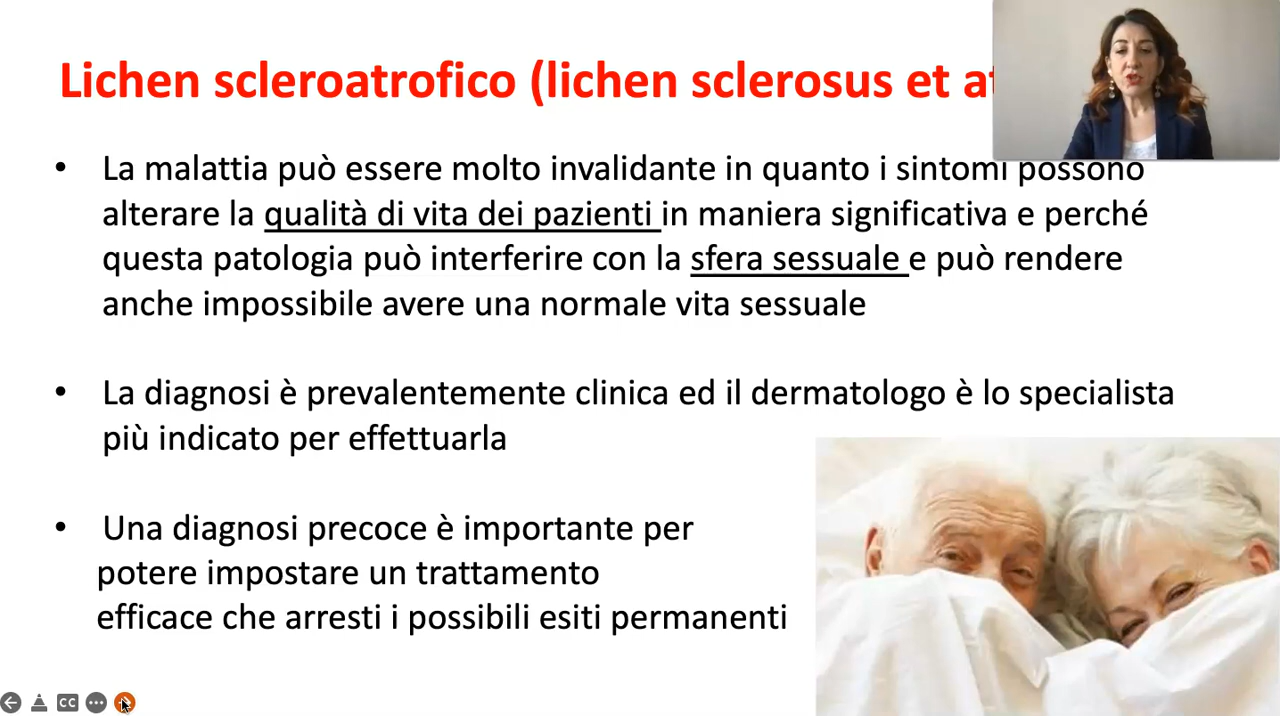 Lichen scleroatrofico (lichen sclerosus et
• La malattia può essere molto invalidante in quanto i sintomi possono
alterare la qualità di vita dei pazienti in maniera significativa e perché
questa patologia può interferire con la sfera sessuale e può rendere
anche impossibile avere una normale vita sessuale
• La diagnosi è prevalentemente clinica ed il dermatologo è lo specialista
più indicato per effettuarla
• Una diagnosi precoce è importante per
potere impostare un trattamento
efficace che arresti i possibili esiti permanenti
CC